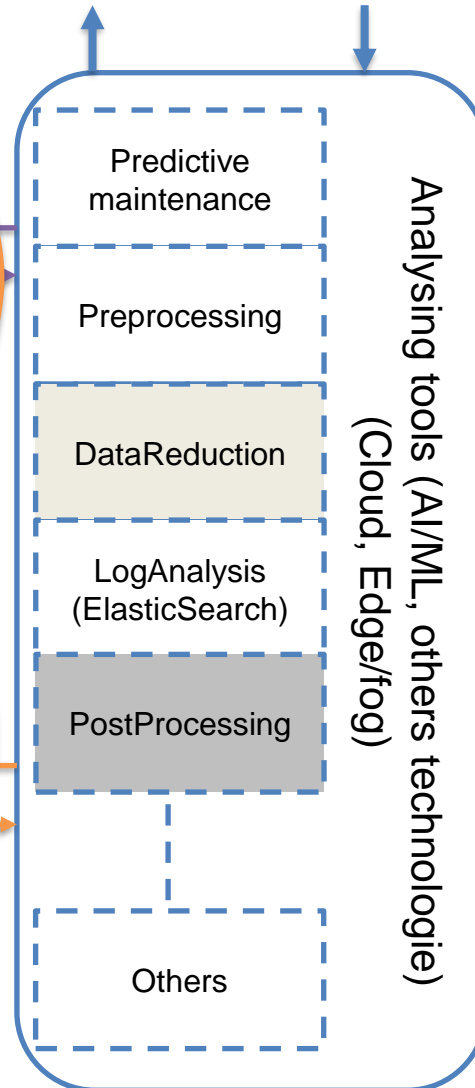 Predictive
maintenance
Preprocessing
DataReduction
LogAnalysis
(ElasticSearch)
PostProcessing
Others
Analysing tools (AI/ML, others technologie)
(Cloud, Edge/fog)